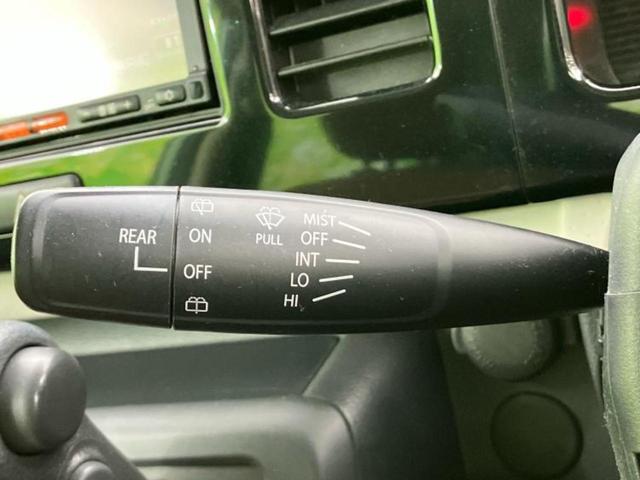 REAR
ON
OFF
PULL
MIST
OFF
INT
LO
HI